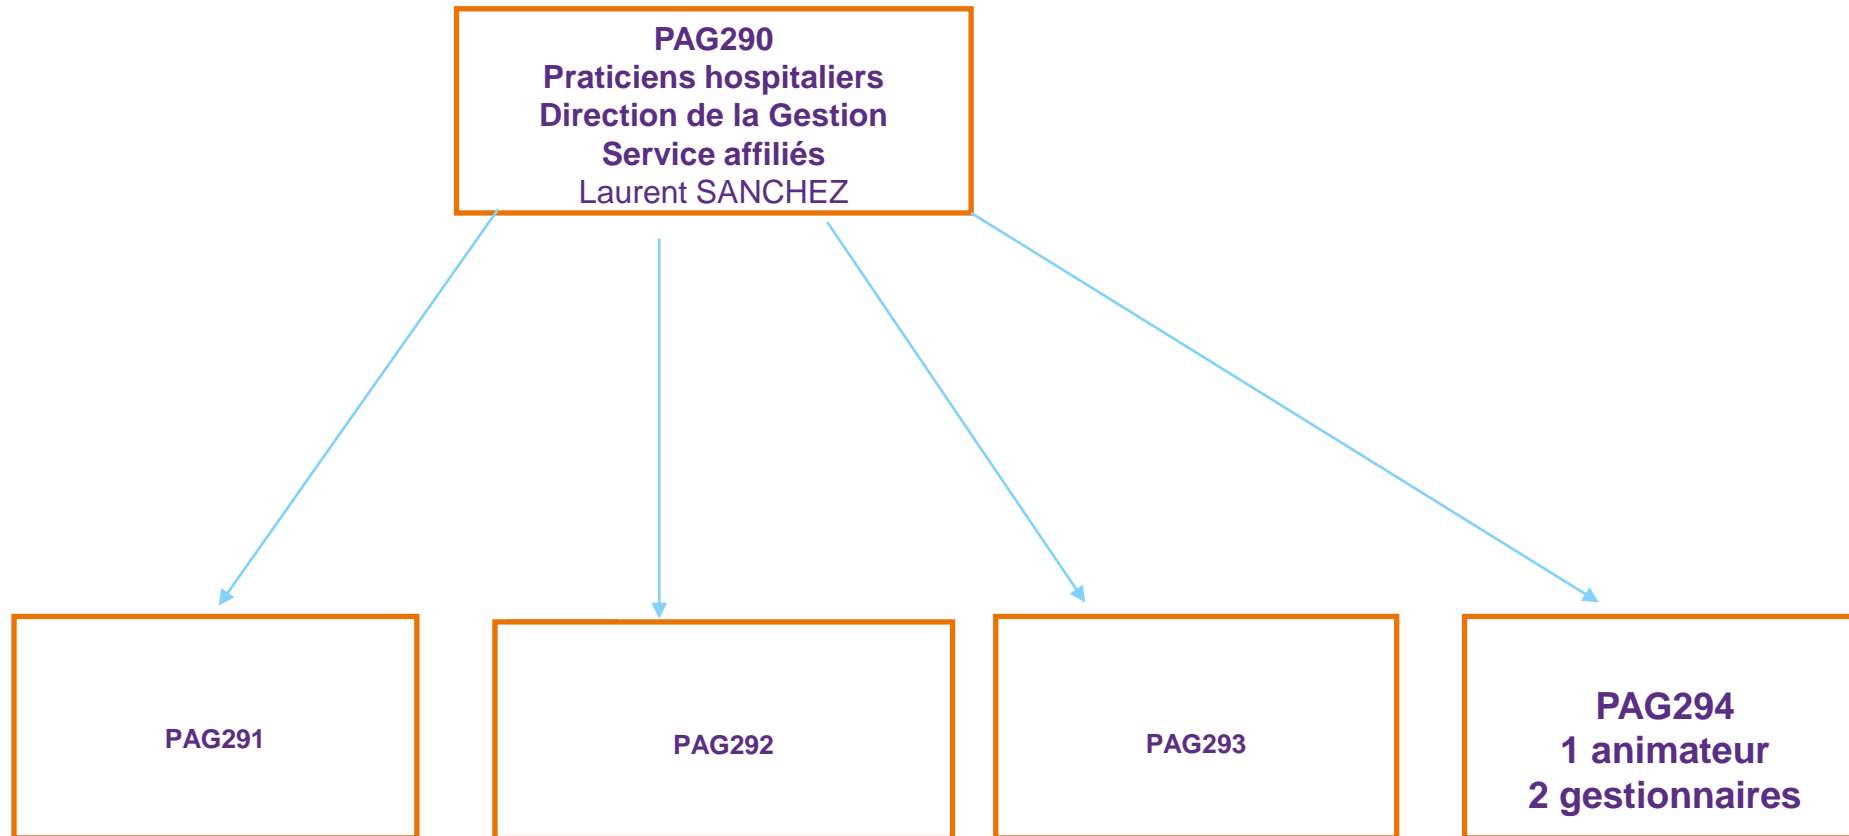 PAG290
Praticiens hospitaliers
Direction de la Gestion
Service affiliés
Laurent SANCHEZ
PAG291
PAG292
PAG293
PAG294
1 animateur
2 gestionnaires